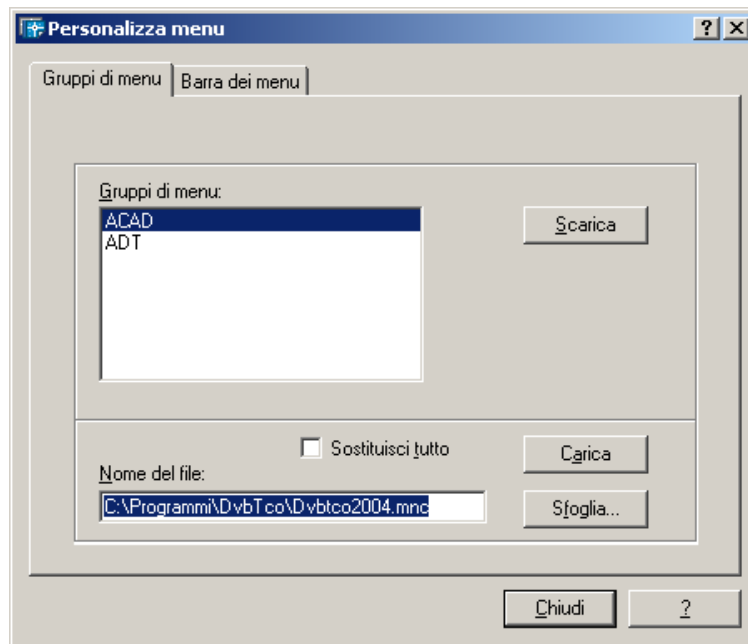 Personalizza menu
Gruppi di menu
Barra dei menu
Gruppi di menu:
ACAD
ADT
Scarica
Sostituisci tutto
Carica
Nome del file:
C:\Programmi\DvbTco\Dvbtco2004.mnc
Sfoglia...
Chiudi
?